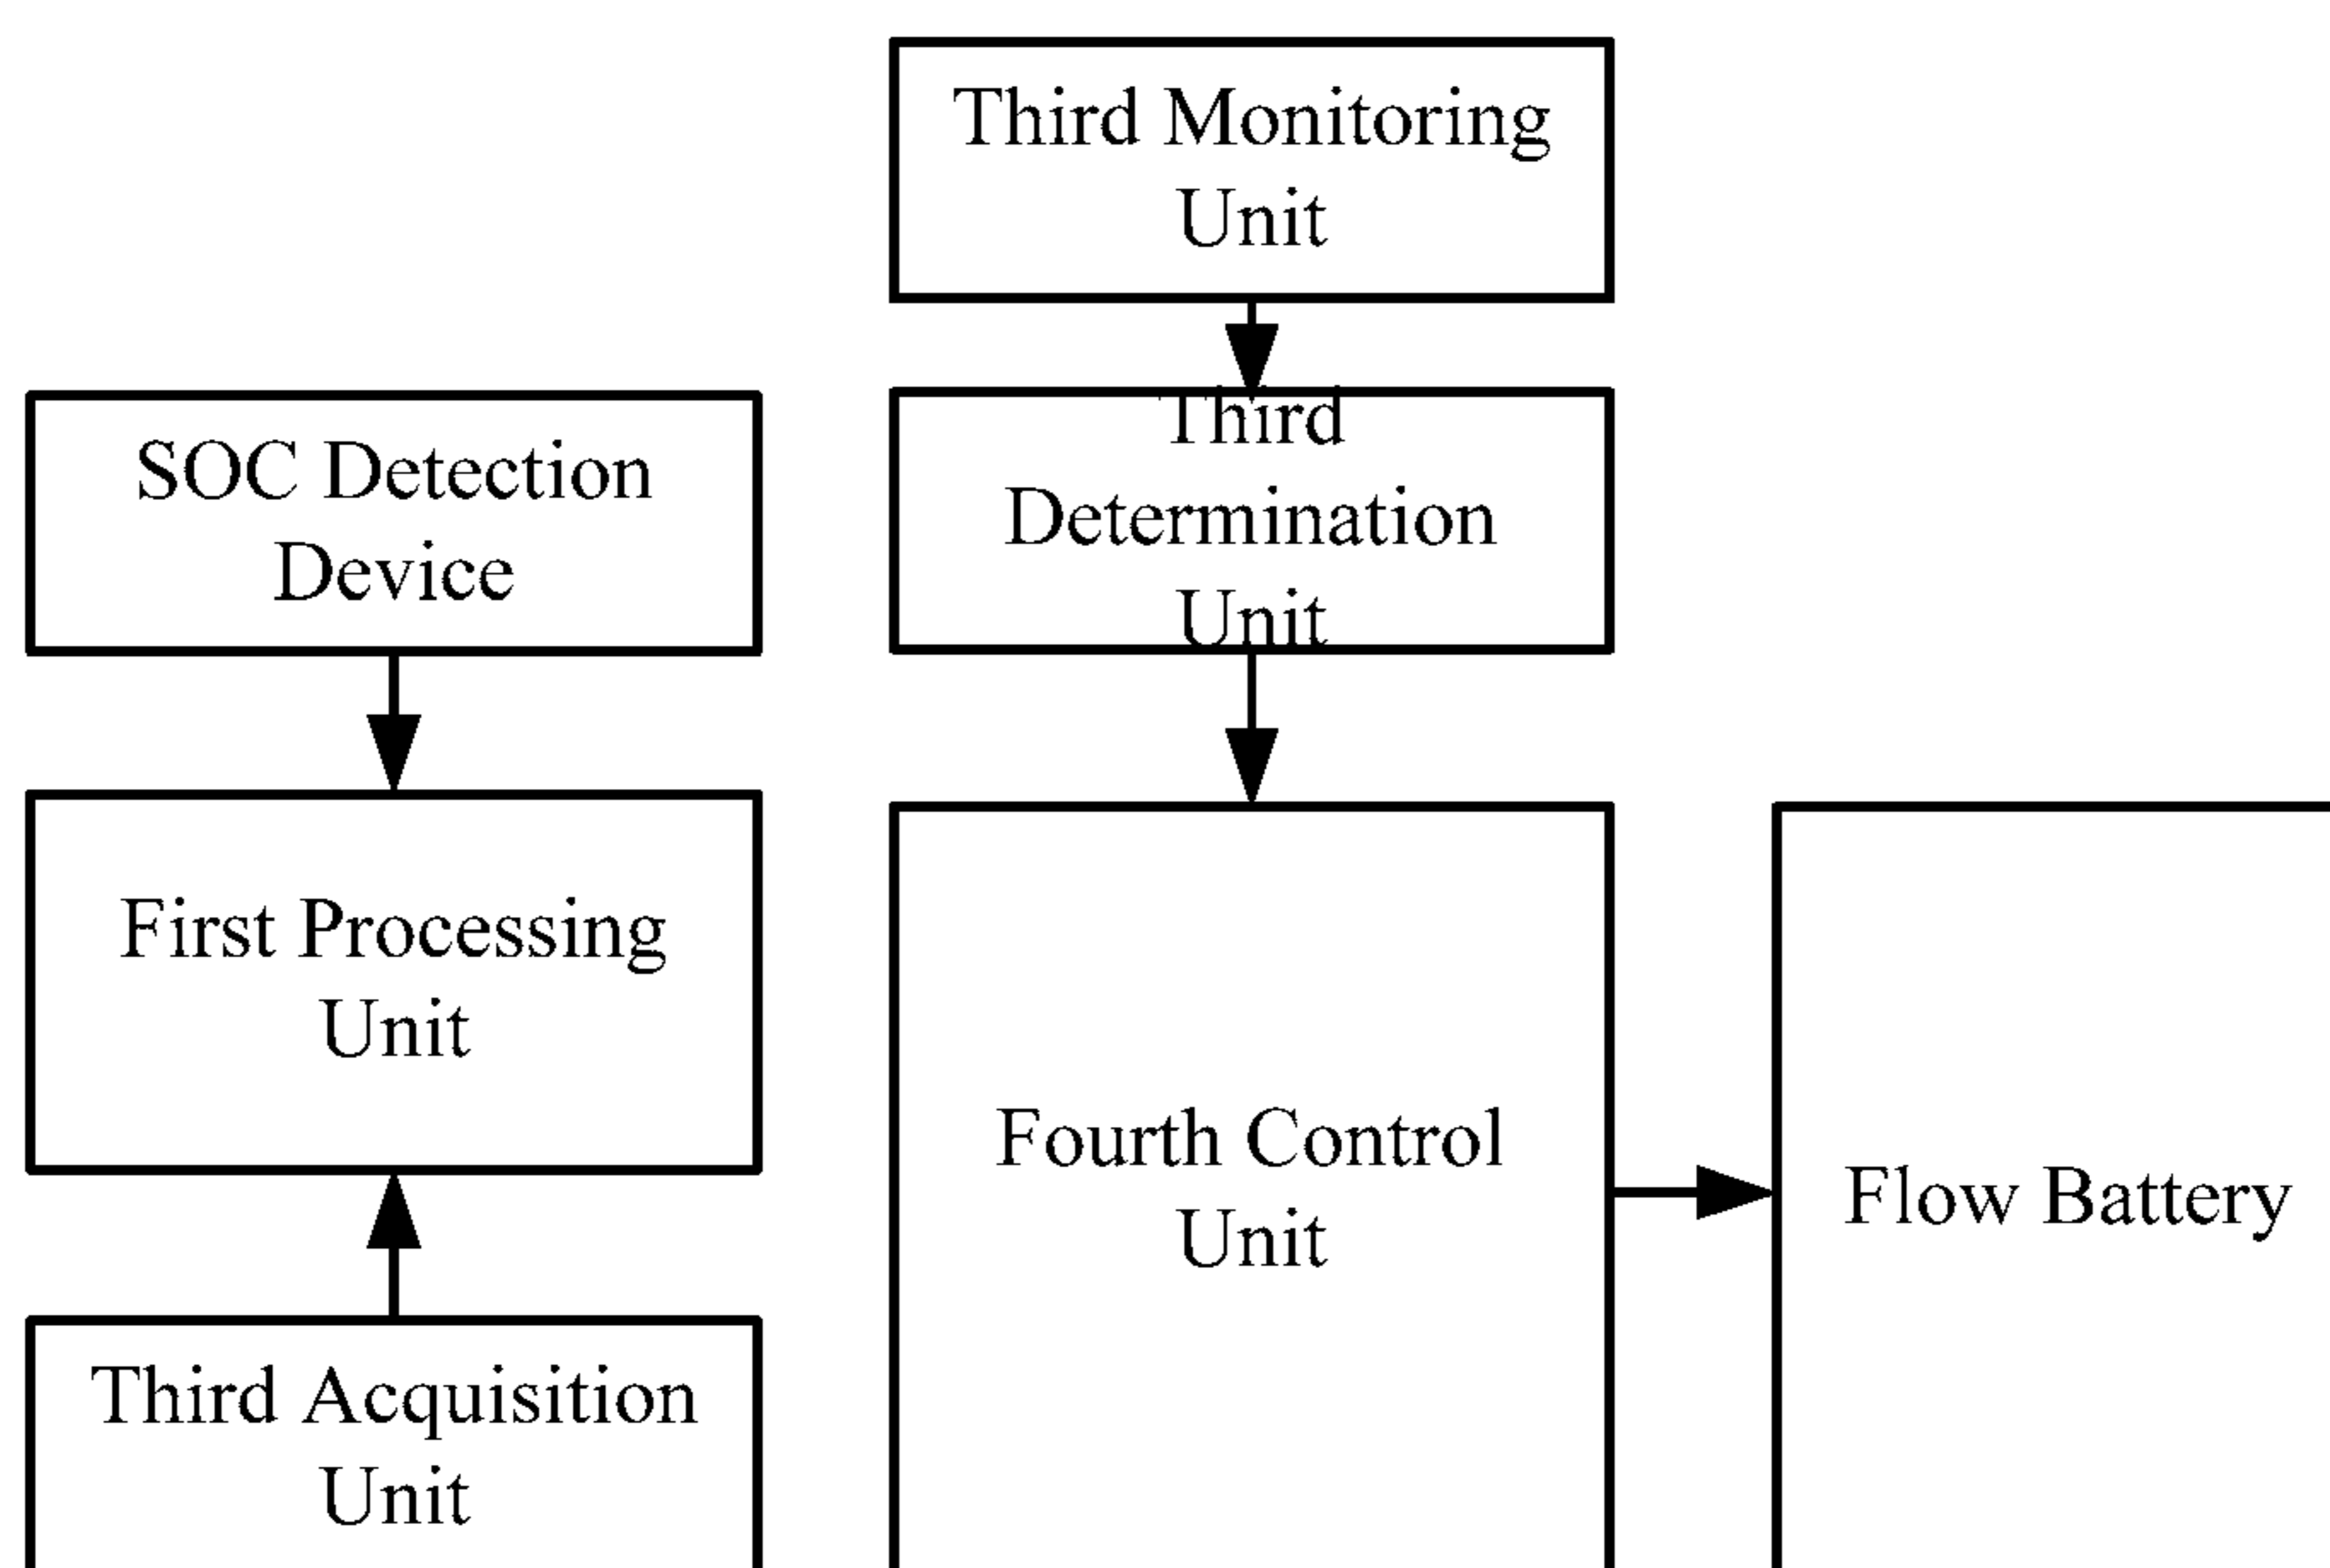 Third Monitoring
Unit
SOC Detection
Device
Third
Determination
Unit
First Processing
Unit
Fourth Control
Unit
Flow Battery
Third Acquisition
Unit